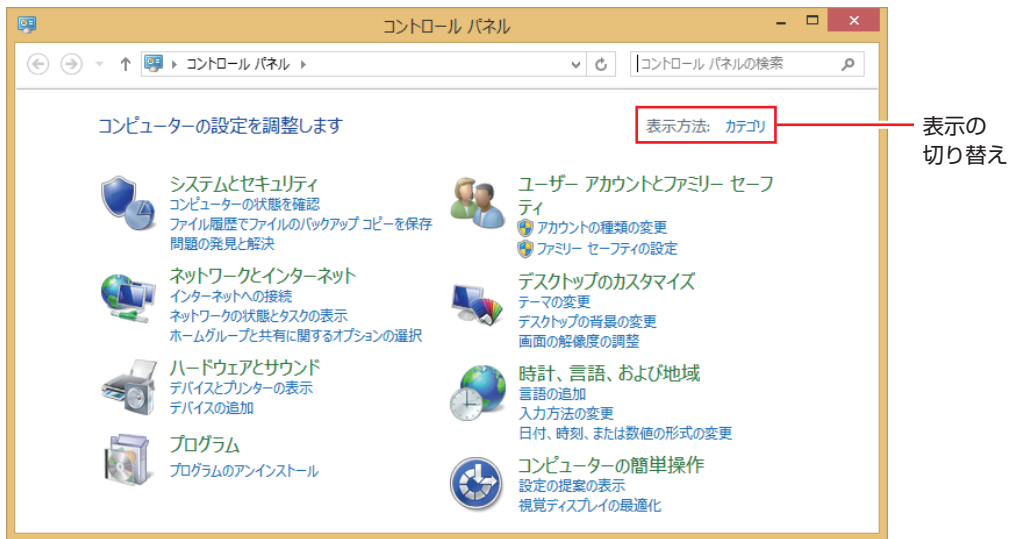 コントロール パネル
コントロール パネル
コントロール パネルの検索
コンピューターの設定を調整します
表示方法: カテゴリ
表示の
切り替え
システムとセキュリティ
コンピューターの状態を確認
ファイル履歴でファイルのバックアップ コピーを保存
問題の発見と解決
ネットワークとインターネット
インターネットへの接続
ネットワークの状態とタスクの表示
ホームグループと共有に関するオプションの選択
ハードウェアとサウンド
デバイスとプリンターの表示
デバイスの追加
プログラム
プログラムのアンインストール
ユーザー アカウントとファミリー セーフ
ティ
アカウントの種類の変更
ファミリー セーフティの設定
デスクトップのカスタマイズ
テーマの変更
デスクトップの背景の変更
画面の解像度の調整
時計、言語、および地域
言語の追加
入力方法の変更
日付、時刻、または数値の形式の変更
コンピューターの簡単操作
設定の提案の表示
視覚ディスプレイの最適化